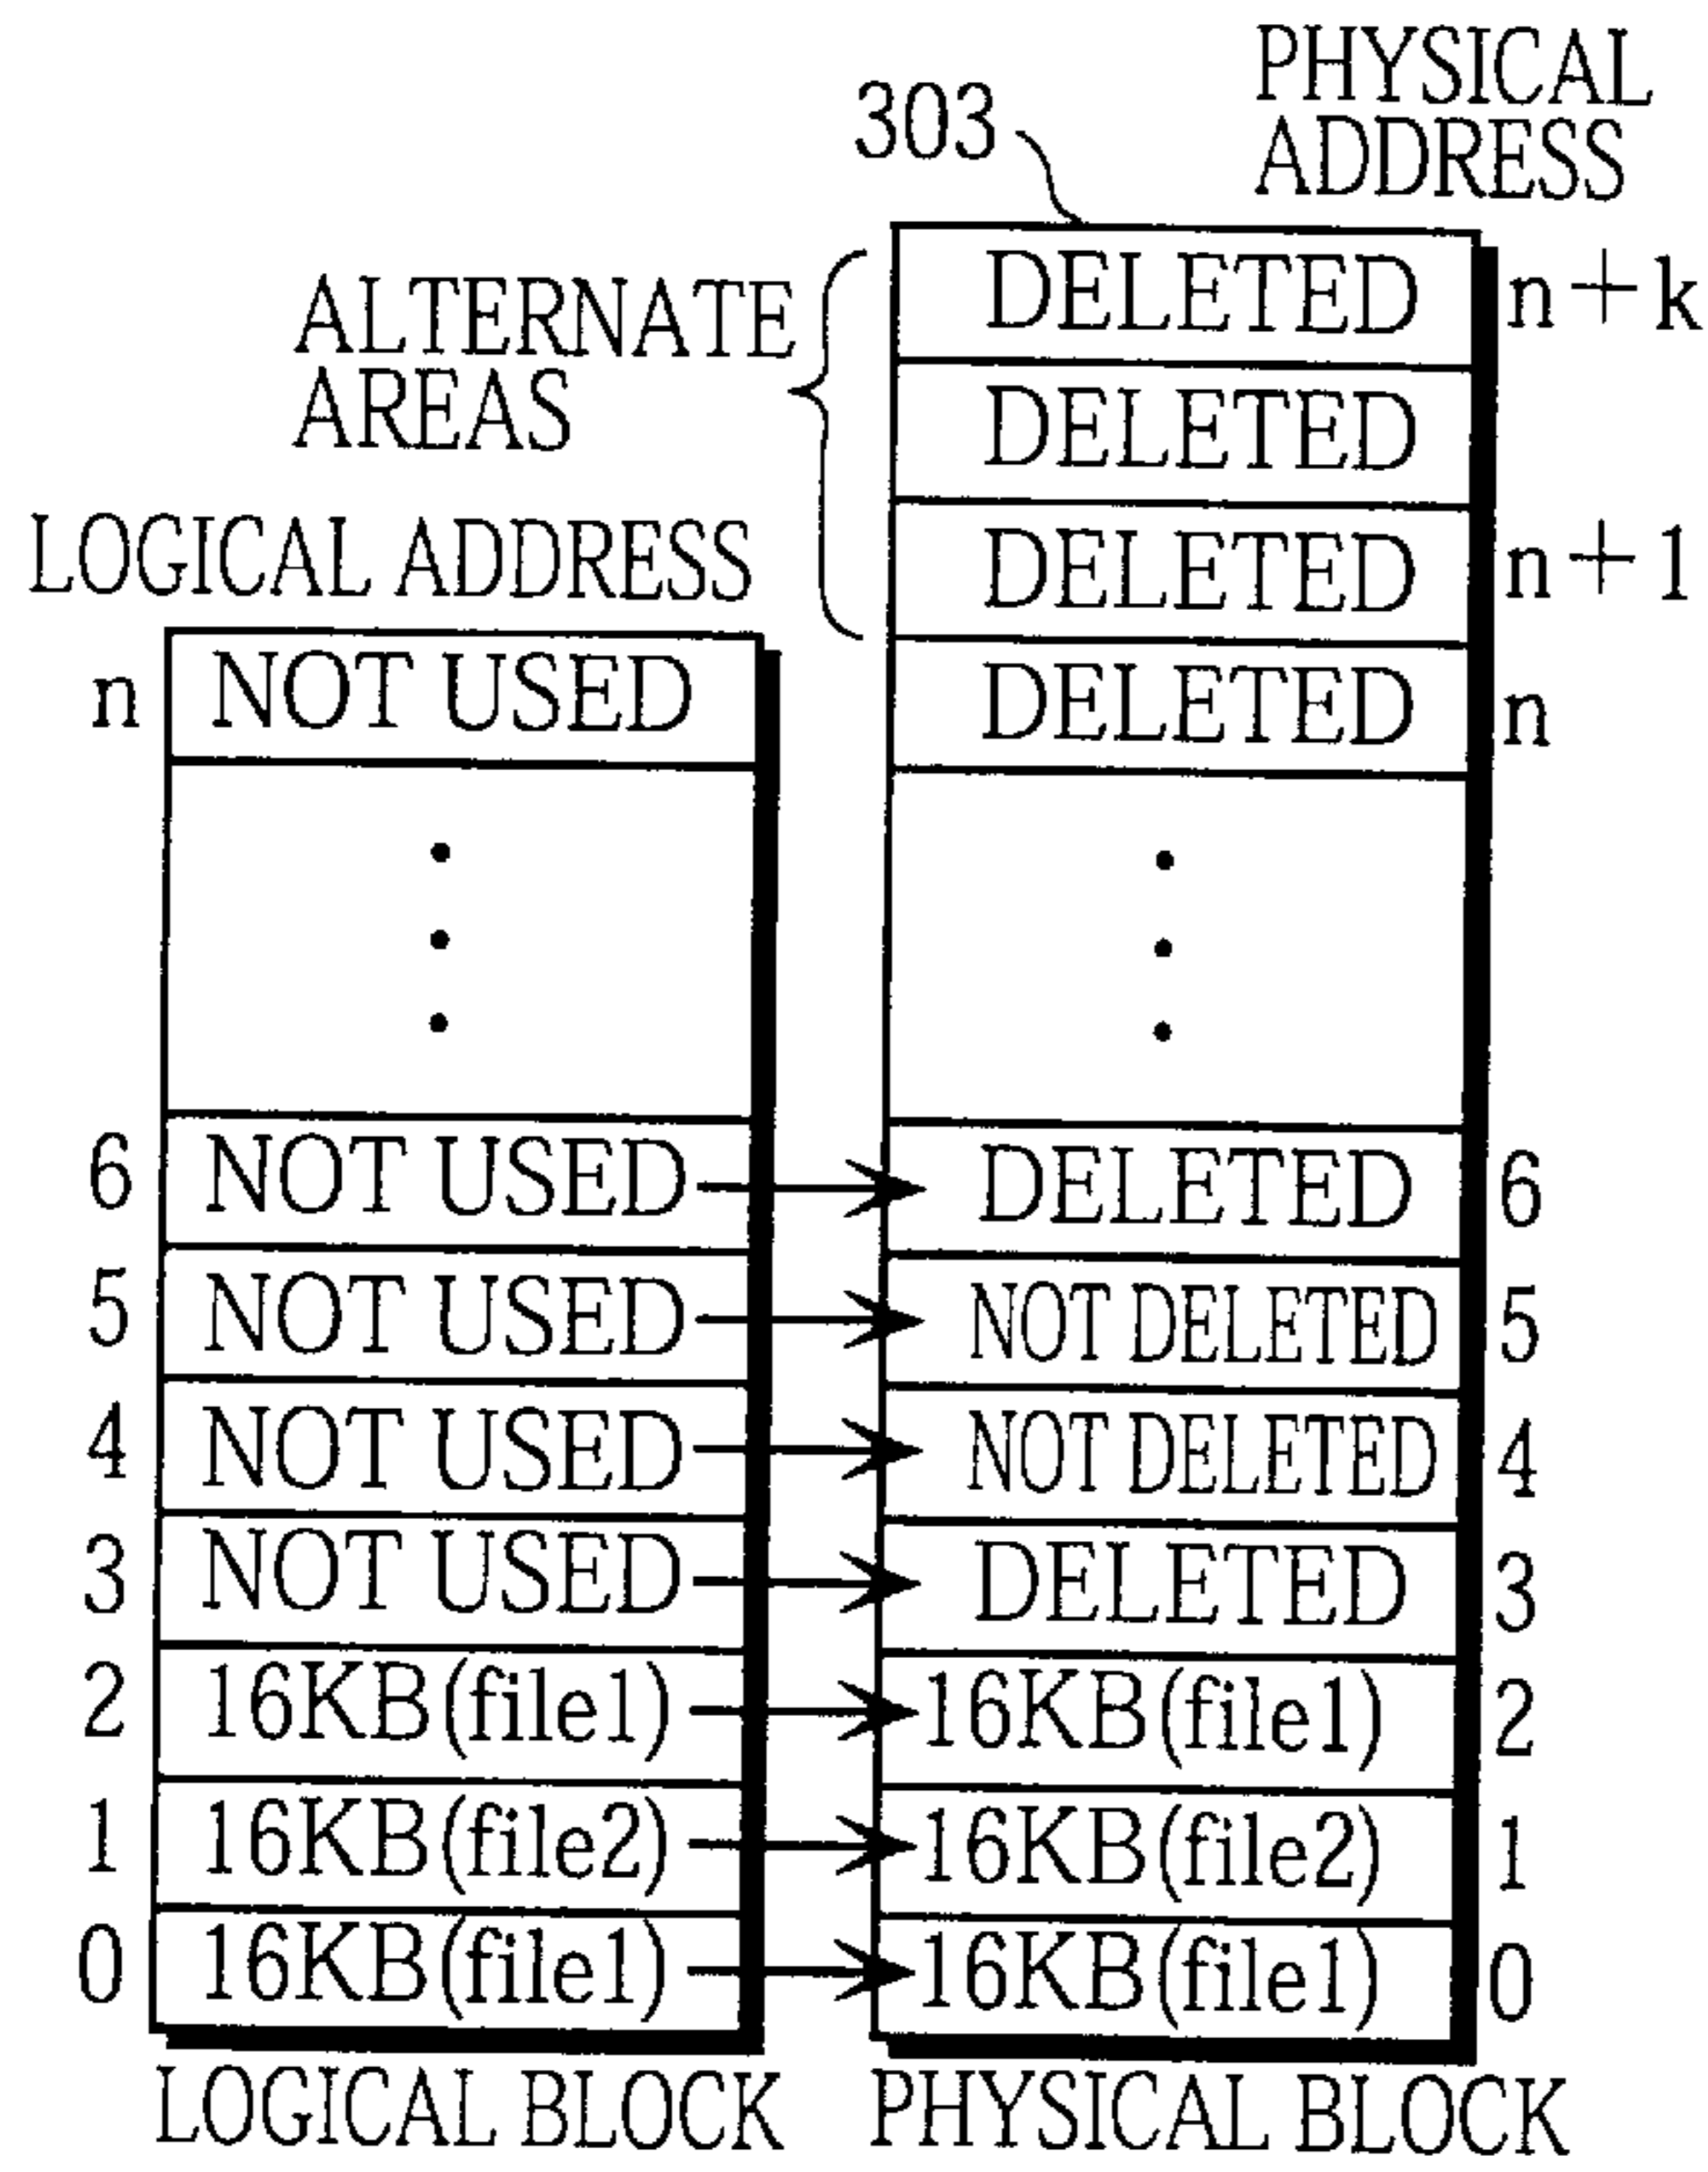 PHYSICAL
ADDRESS
303
ALTERNATE
AREAS
LOGICAL ADDRESS
DELETED n+k
DELETED
DELETED n+1
n NOT USED DELETED n
6 NOT USED DELETED 6
5 NOT USED NOT DELETED 5
4 NOT USED NOT DELETED 4
3 NOT USED DELETED 3
2 16KB(file1) 16KB(file1) 2
1 16KB(file2) 16KB(file2) 1
0 16KB(file1) 16KB(file1) 0
LOGICAL BLOCK PHYSICAL BLOCK